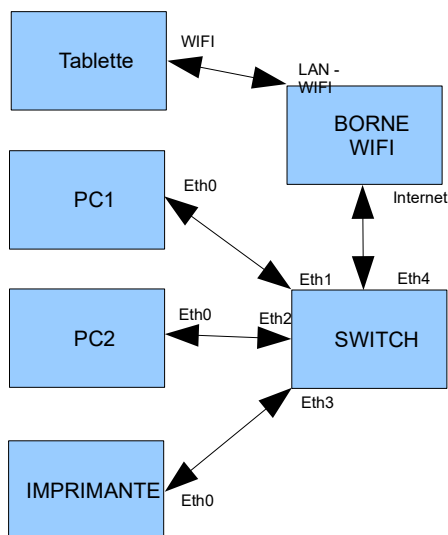 WIFI
Tablette
LAN -
WIFI
BORNE
WIFI
Eth0
PC1
Internet
Eth1
Eth4
Eth0
Eth2
PC2
SWITCH
Eth3
IMPRIMANTE
Eth0